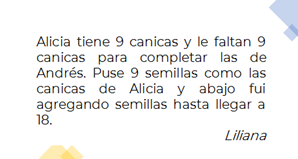 Alicia tiene 9 canicas y le faltan 9
canicas para completar las de
Andrés. Puse 9 semillas como las
canicas de Alicia y abajo fui
agregando semillas hasta llegar a
18.
Liliana